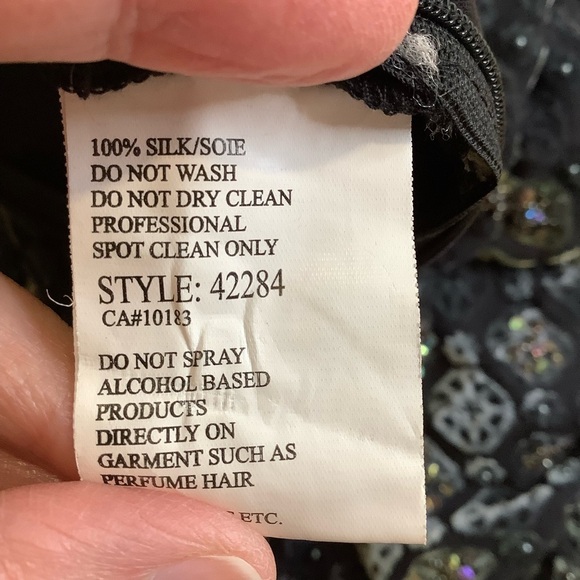 100% SILK/SOIE
DO NOT WASH
DO NOT DRY CLEAN
PROFESSIONAL
SPOT CLEAN ONLY
STYLE: 42284
CA#10183
DO NOT SPRAY
ALCOHOL BASED
PRODUCTS
DIRECTLY ON
GARMENT SUCH AS
PERFUME HAIR
ETC.